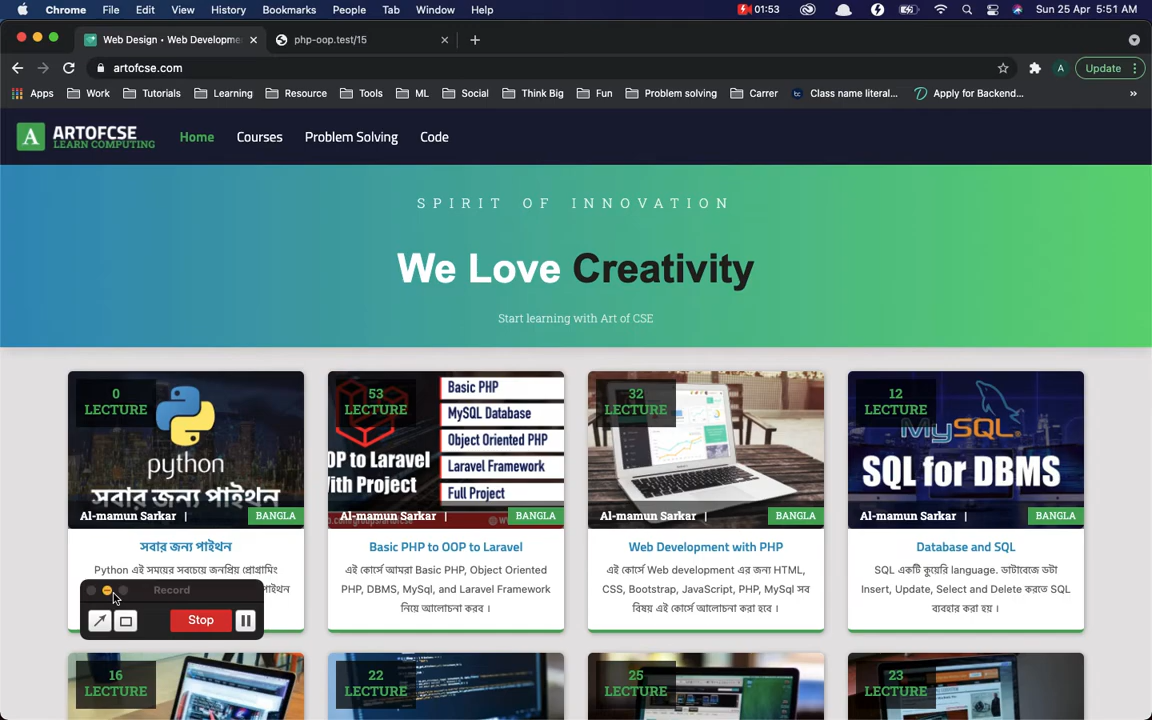 Chrome File Edit View History Bookmarks People Tab Window Help 01:53 Sun 25 Apr 5:51 AM
Web Design • Web Developme php-oop.test/15
artofcse.com A Update
Apps Work Tutorials Learning Resource Tools ML Social Think Big Fun Problem solving Carrer Class name literal... Apply for Backend... »
A ARTOFCSE
LEARN COMPUTING
Home Courses Problem Solving Code
SPIRIT OF INNOVATION
We Love Creativity
Start learning with Art of CSE
0
LECTURE
python
সবার জন্য পাইথন
Al-mamun Sarkar |
BANGLA
সবার জন্য পাইথন
Python এই সময়ের সবচেয়ে জনপ্রিয় প্রোগ্রামিং
পাইথন
53
LECTURE
Basic PHP
MySQL Database
Object Oriented PHP
Laravel Framework
Full Project
OP to Laravel
With Project
Al-mamun Sarkar |
BANGLA
Basic PHP to OOP to Laravel
এই কোর্সে আমরা Basic PHP, Object Oriented
PHP, DBMS, MySql, and Laravel Framework
নিয়ে আলোচনা করব ।
32
LECTURE
Al-mamun Sarkar |
BANGLA
Web Development with PHP
এই কোর্সে Web development এর জন্য HTML,
CSS, Bootstrap, JavaScript, PHP, MySql সব
বিষয় এই কোর্সে আলোচনা করা হবে ।
12
LECTURE
MySQL
SQL for DBMS
Al-mamun Sarkar |
BANGLA
Database and SQL
SQL একটি কুয়েরি language. ডাটাবেজে ডটা
Insert, Update, Select and Delete করতে SQL
ব্যবহার করা হয় ।
Record
Stop
16
LECTURE
22
LECTURE
25
LECTURE
23
LECTURE